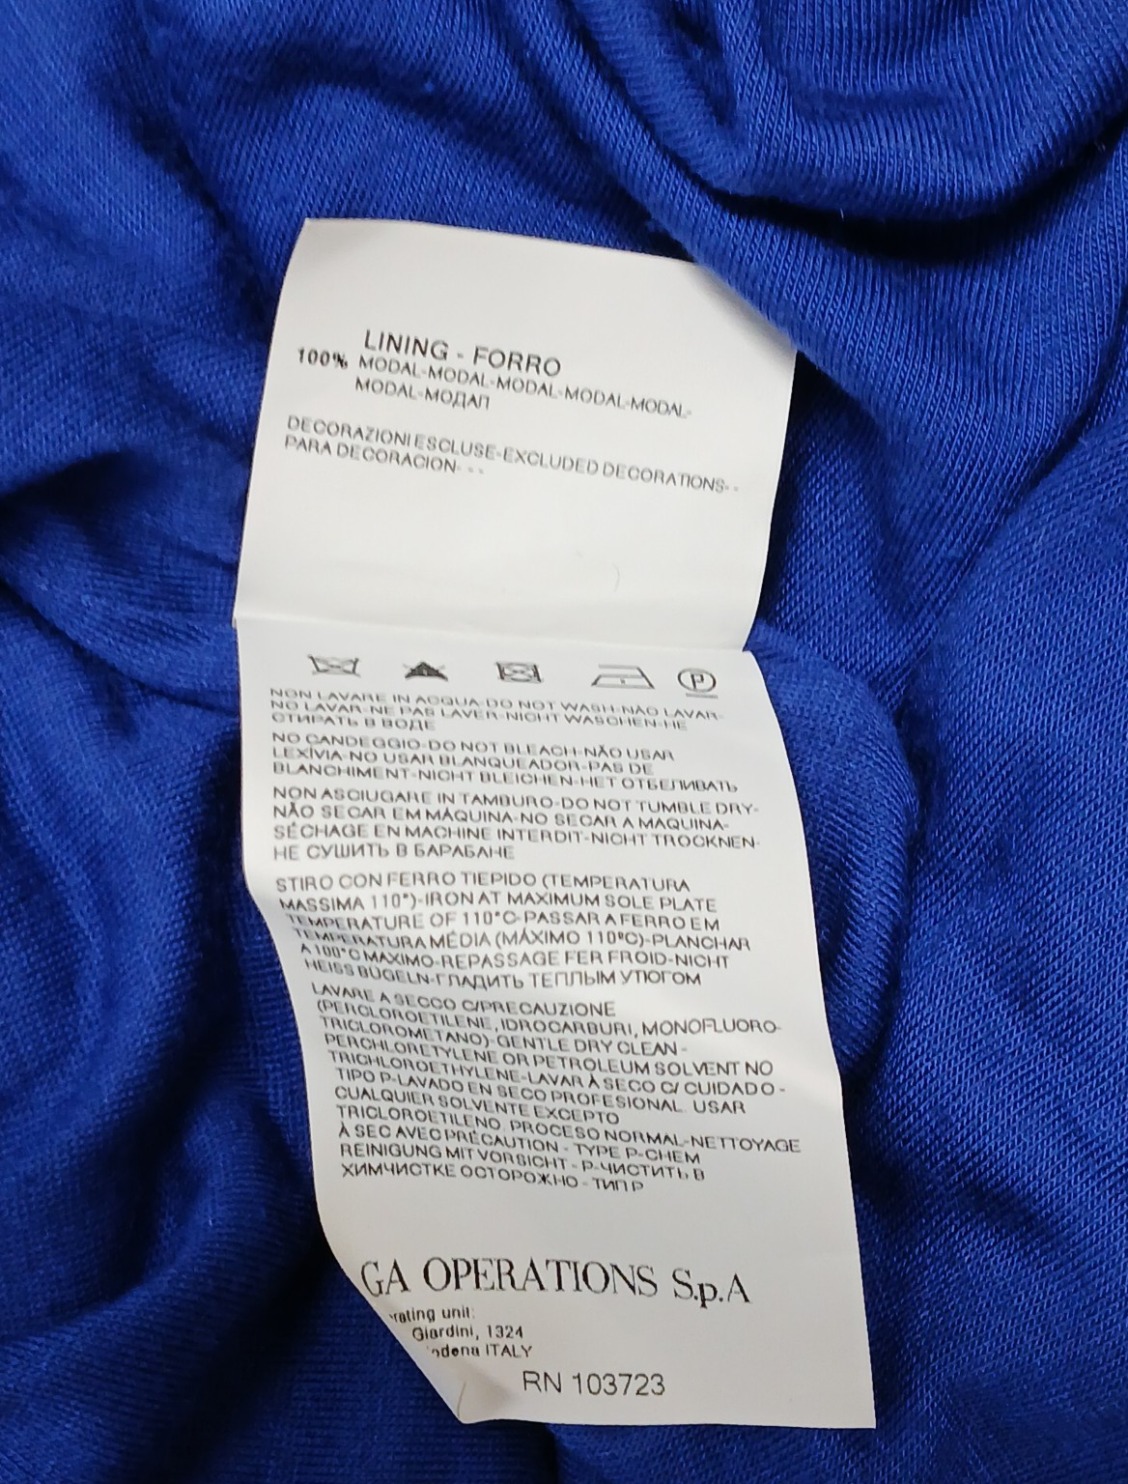 LINING - FORRO
100% MODAL-MODAL-MODAL-MODAL-MODAL-
MODAL-МОДАЛ
DECORAZIONI ESCLUSE-EXCLUDED DECORATIONS- -
PARA DECORACION- - -
P
NON LAVARE IN ACQUA-DO NOT WASH-NÃO LAVAR-
NO LAVAR-NE PAS LAVER-NICHT WASCHEN-НЕ
СТИРАТЬ В ВОДЕ
NO CANDEGGIO-DO NOT BLEACH-NÃO USAR
LEXÍVIA-NO USAR BLANQUEADOR-PAS DE
BLANCHIMENT-NICHT BLEICHEN-НЕТ ОТБЕЛИВАТЬ
NON ASCIUGARE IN TAMBURO-DO NOT TUMBLE DRY-
NÃO SECAR EM MÁQUINA-NO SECAR A MAQUINA-
SÉCHAGE EN MACHINE INTERDIT-NICHT TROCKNEN-
НЕ СУШИТЬ В БАРАБАНЕ
STIRO CON FERRO TIEPIDO (TEMPERATURA
MASSIMA 110°)-IRON AT MAXIMUM SOLE PLATE
TEMPERATURE OF 110°C-PASSAR A FERRO EM
TEMPERATURA MÉDIA (MÁXIMO 110ºC)-PLANCHAR
A 100°C MAXIMO-REPASSAGE FER FROID-NICHT
HEISS BÜGELN-ГЛАДИТЬ ТЕПЛЫМ УТЮГОМ
LAVARE A SECCO C/PRECAUZIONE
(PERCLOROETILENE, IDROCARBURI, MONOFLUORO-
TRICLOROMETANO)-GENTLE DRY CLEAN -
PERCHLORETYLENE OR PETROLEUM SOLVENT NO
TRICHLOROETHYLENE-LAVAR À SECO C/ CUIDADO -
TIPO P-LAVADO EN SECO PROFESIONAL. USAR
CUALQUIER SOLVENTE EXCEPTO
TRICLOROETILENO. PROCESO NORMAL-NETTOYAGE
À SEC AVEC PRÉCAUTION - TYPE P-CHEM
REINIGUNG MIT VORSICHT - P-ЧИСТИТЬ В
ХИМЧИСТКЕ ОСТОРОЖНО - ТИП P
GA OPERATIONS S.p.A
rating unit:
Giardini, 1324
odena ITALY
RN 103723